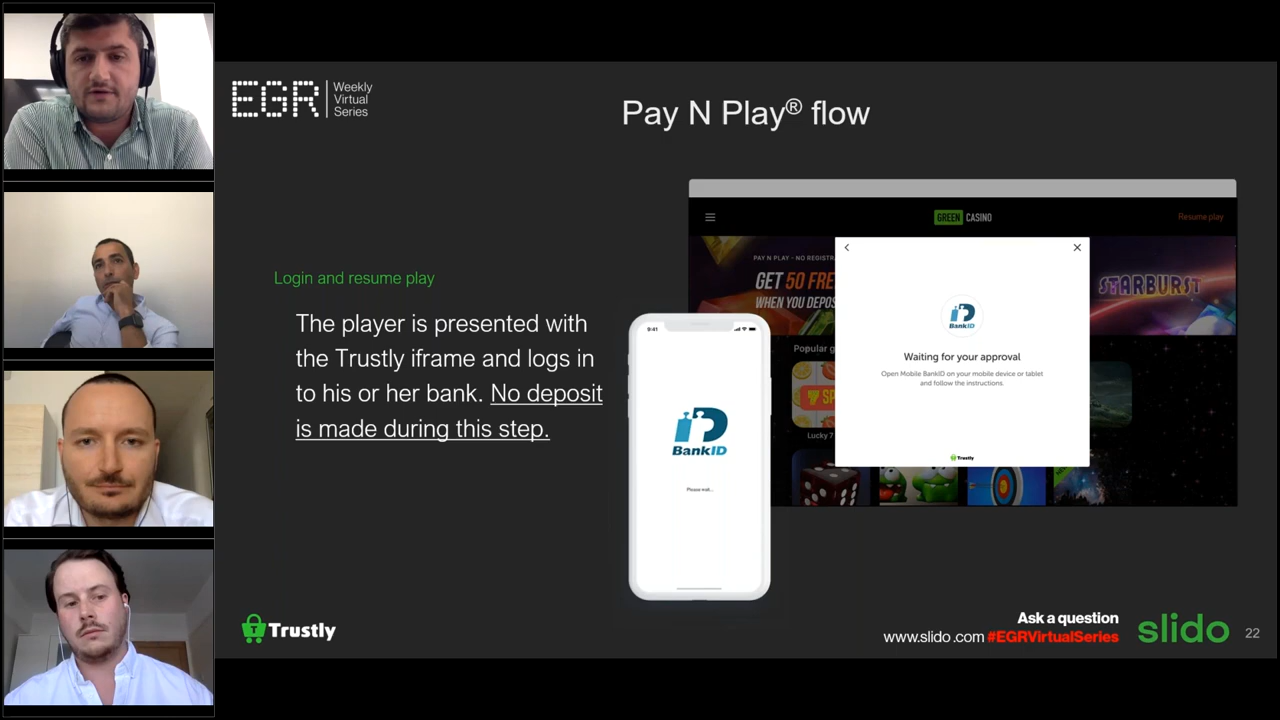 EGR
Weekly
Virtual
Series
Pay N Play® flow
Login and resume play
The player is presented with
the Trustly iframe and logs in
to his or her bank. No deposit
is made during this step.
GREEN CASINO
Resume play
PAY N PLAY - NO REGISTRA
GET 50 FRE
WHEN YOU DEPOS
STARBURST
Popular g
Lucky 7
BankID
Waiting for your approval
Open Mobile BankID on your mobile device or tablet
and follow the instructions.
Trustly
9:41
BankID
Please wait...
Trustly
Ask a question
www.slido .com #EGRVirtualSeries
slido
22